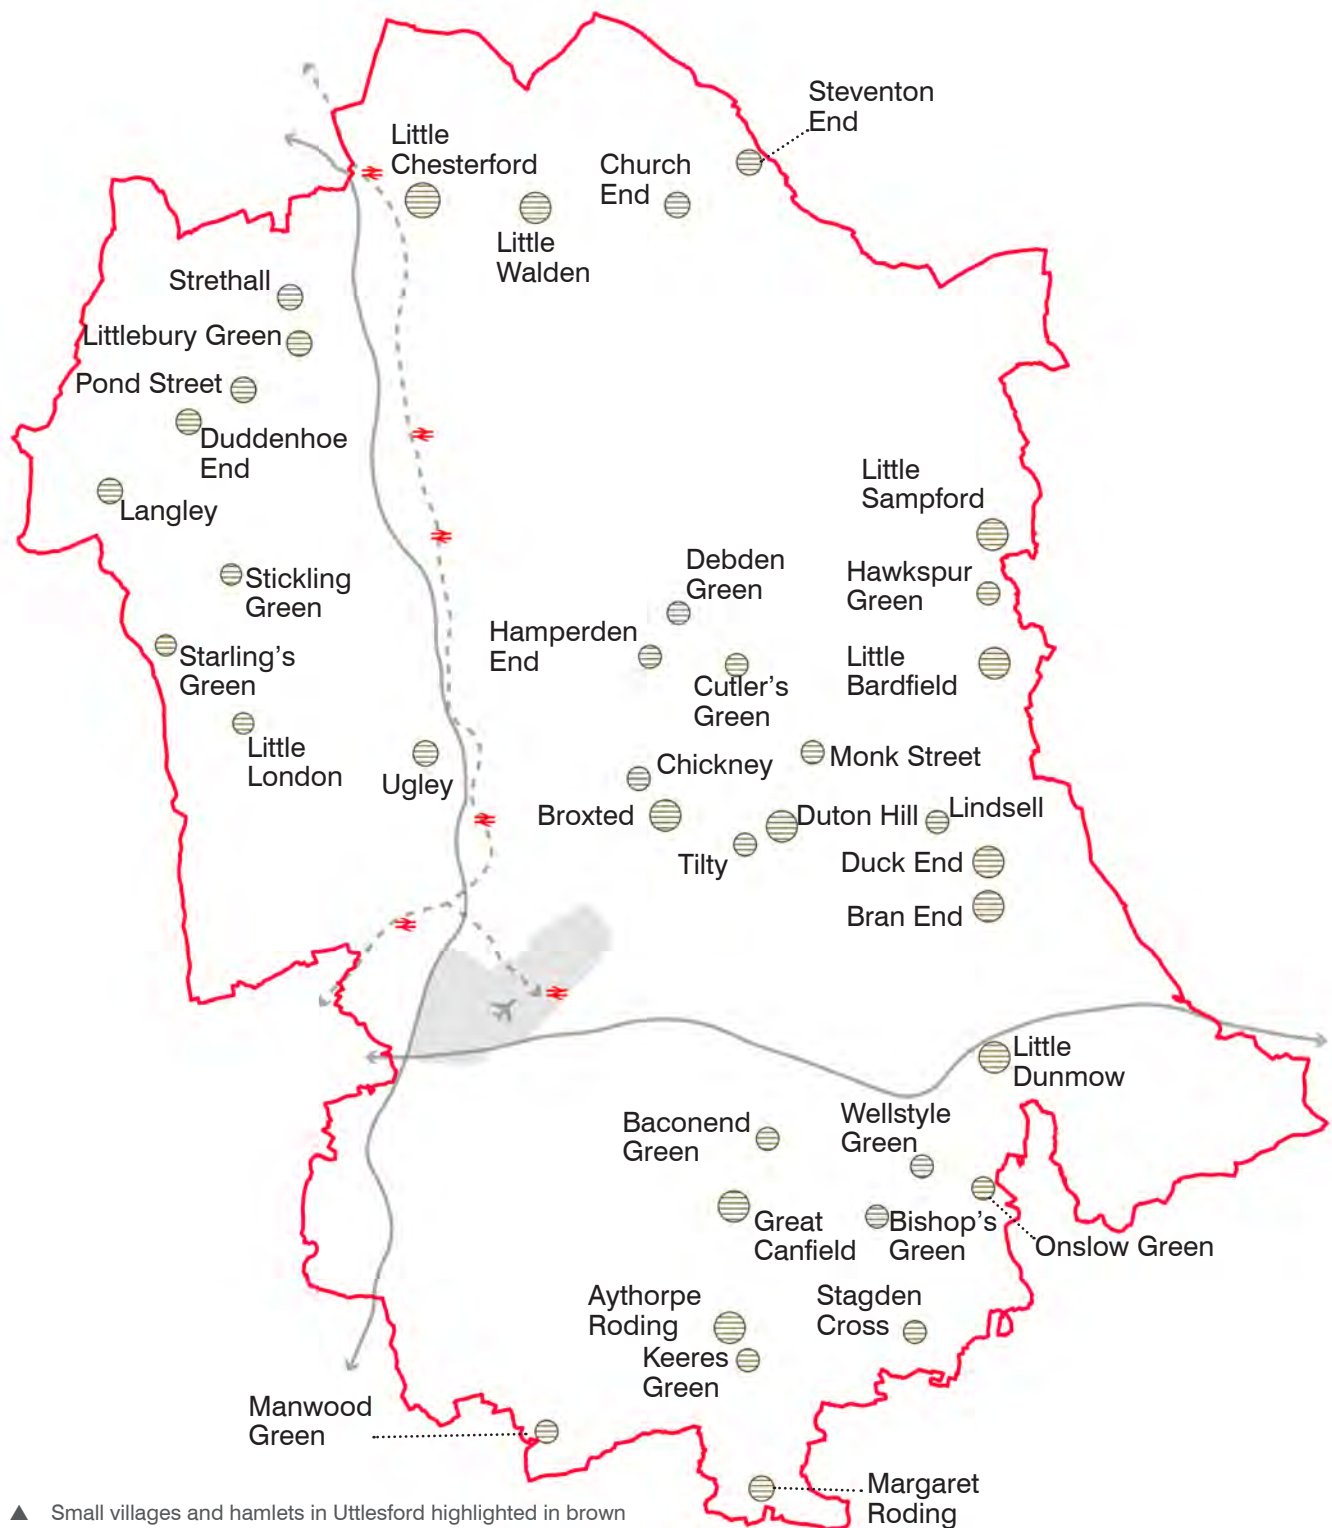 Steventon
End
Little
Chesterford
Church
End
Little
Walden
Strethall
Littlebury Green
Pond Street
Duddenhoe
End
Langley
Little
Sampford
Stickling
Green
Debden
Green
Hawkspur
Green
Hamperden
End
Starling's
Green
Little
Bardfield
Cutler's
Green
Little
London
Ugley
Chickney
Monk Street
Broxted
Duton Hill
Lindsell
Tilty
Duck End
Bran End
Little
Dunmow
Baconend
Green
Wellstyle
Green
Great
Canfield
Bishop's
Green
Onslow Green
Aythorpe
Roding
Stagden
Cross
Keeres
Green
Manwood
Green
Margaret
Roding
▲ Small villages and hamlets in Uttlesford highlighted in brown